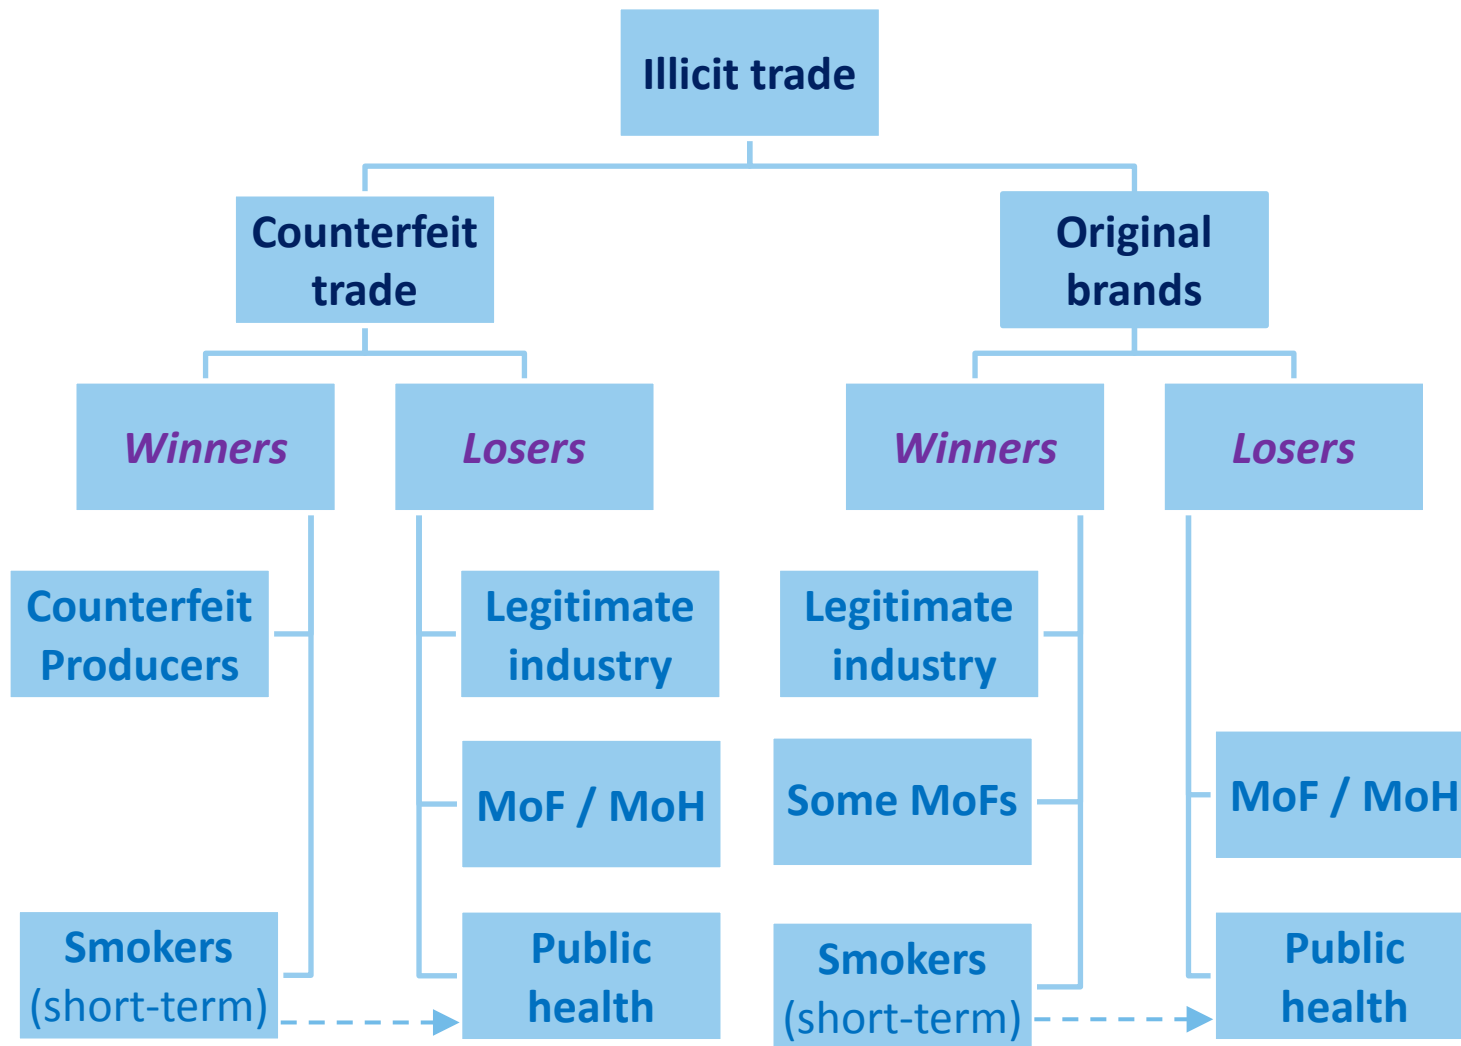 Illicit trade
Counterfeit
trade
Original
brands
Winners
Losers
Winners
Losers
Counterfeit
Producers
Legitimate
industry
Legitimate
industry
MoF / MoH
Some MoFs
MoF / MoH
Smokers
(short-term)
Public
health
Smokers
(short-term)
Public
health